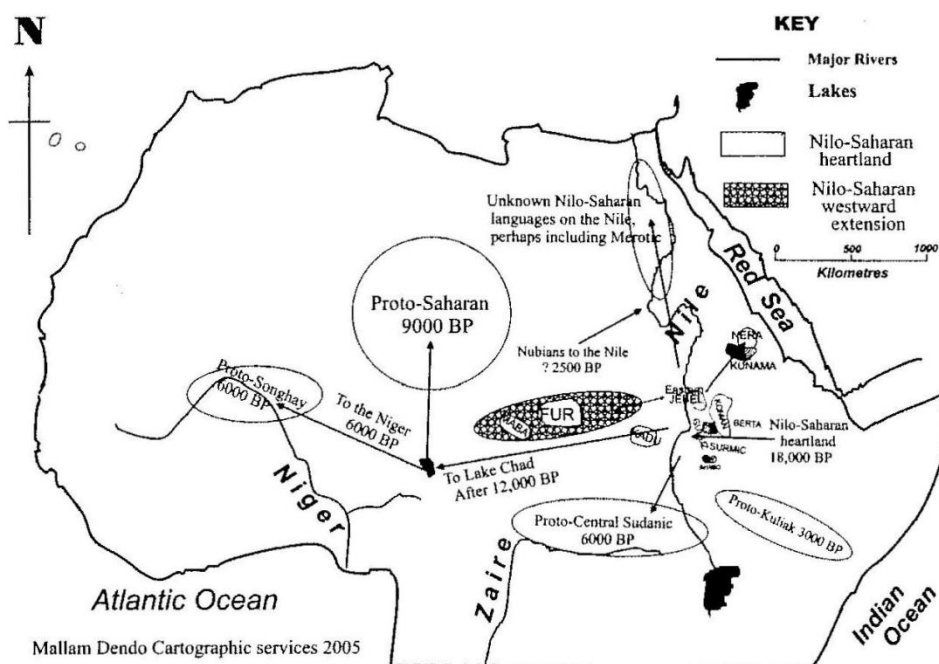 N
KEY
Major Rivers
Lakes
Nilo-Saharan
heartland
Nilo-Saharan
westward
extension
0 500 1000
Kilometres
Unknown Nilo-Saharan
languages on the Nile,
perhaps including Merotic
Red Sea
Nile
Proto-Saharan
9000 BP
Nubians to the Nile
? 2500 BP
NERA
KUNAMA
Proto-Songhay
6000 BP
To the Niger
6000 BP
FUR
MABA
KADU
Eastern
JEBEL
KOMAN
BERTA
SURMIC
Nilo-Saharan
heartland
18,000 BP
To Lake Chad
After 12,000 BP
Niger
Proto-Central Sudanic
6000 BP
Proto-Kuliak 3000 BP
Zaire
Atlantic Ocean
Indian
Ocean
Mallam Dendo Cartographic services 2005